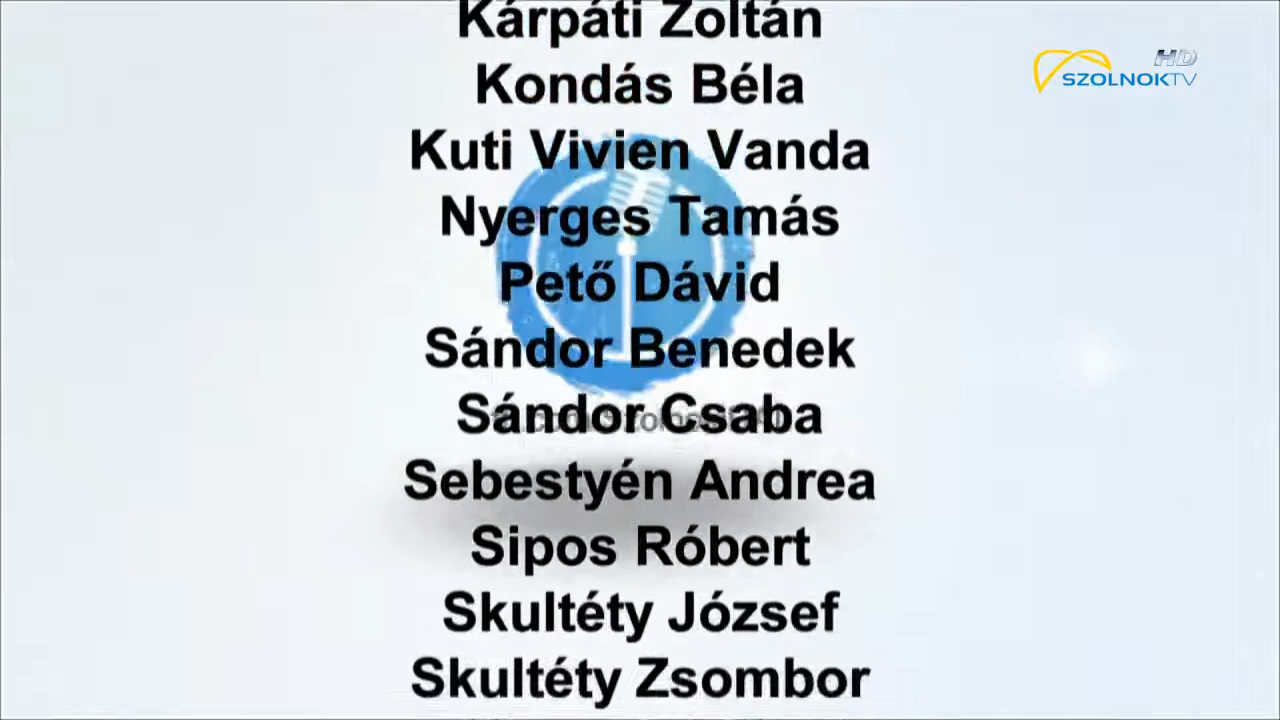 Kárpáti Zoltán
HD
SZOLNOKTV
Kondás Béla
Kuti Vivien Vanda
Nyerges Tamás
Pető Dávid
Sándor Benedek
Sándor Csaba
Sebestyén Andrea
Sipos Róbert
Skultéty József
Skultéty Zsombor